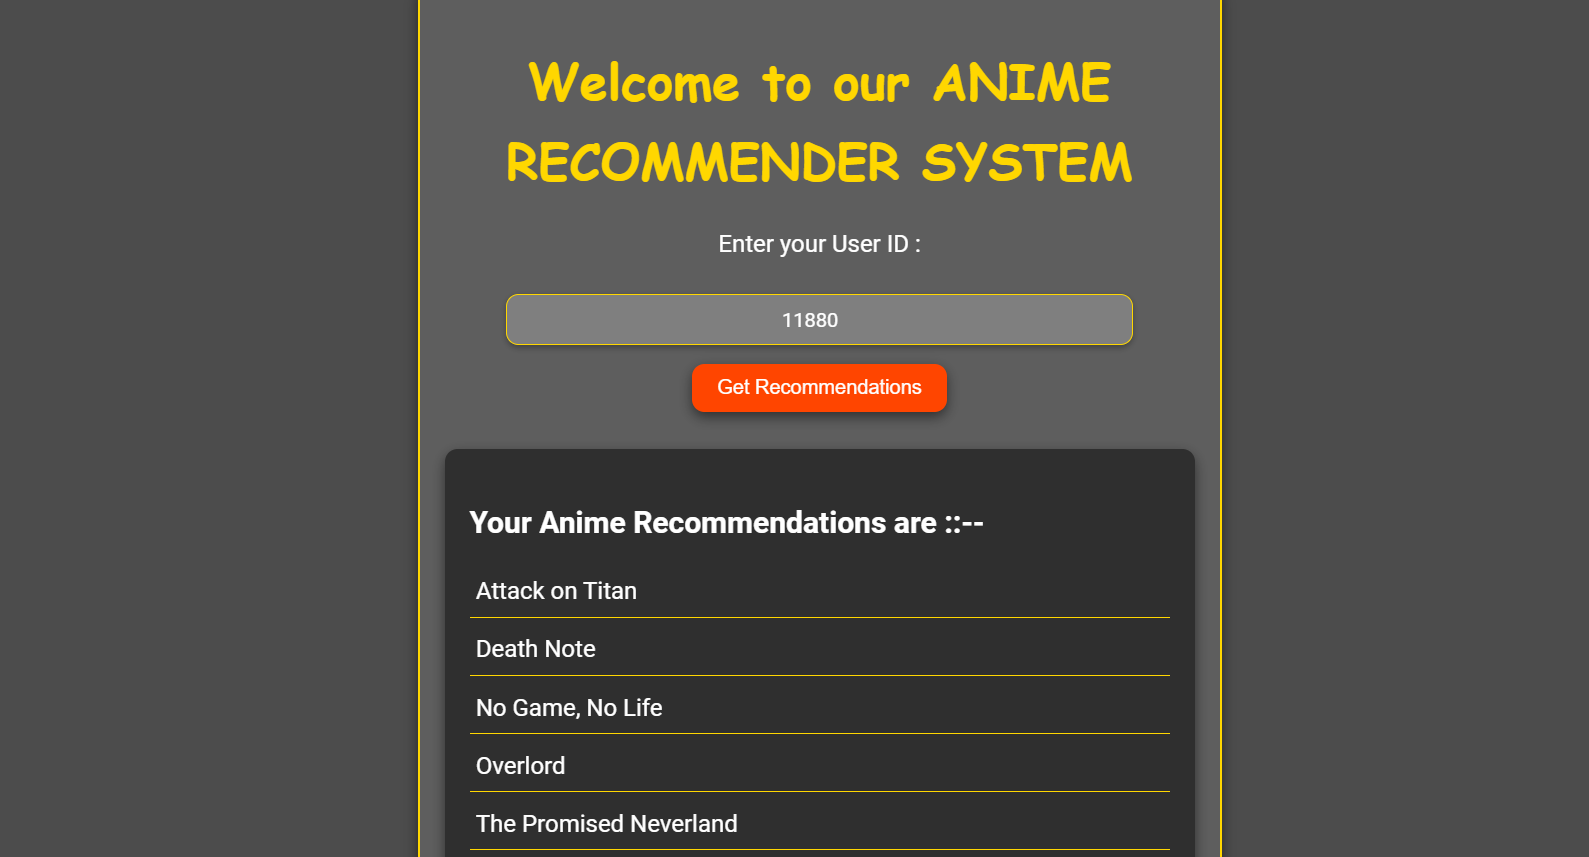 Welcome to our ANIME
RECOMMENDER SYSTEM
Enter your User ID :
11880
Get Recommendations
Your Anime Recommendations are ::--
Attack on Titan
Death Note
No Game, No Life
Overlord
The Promised Neverland